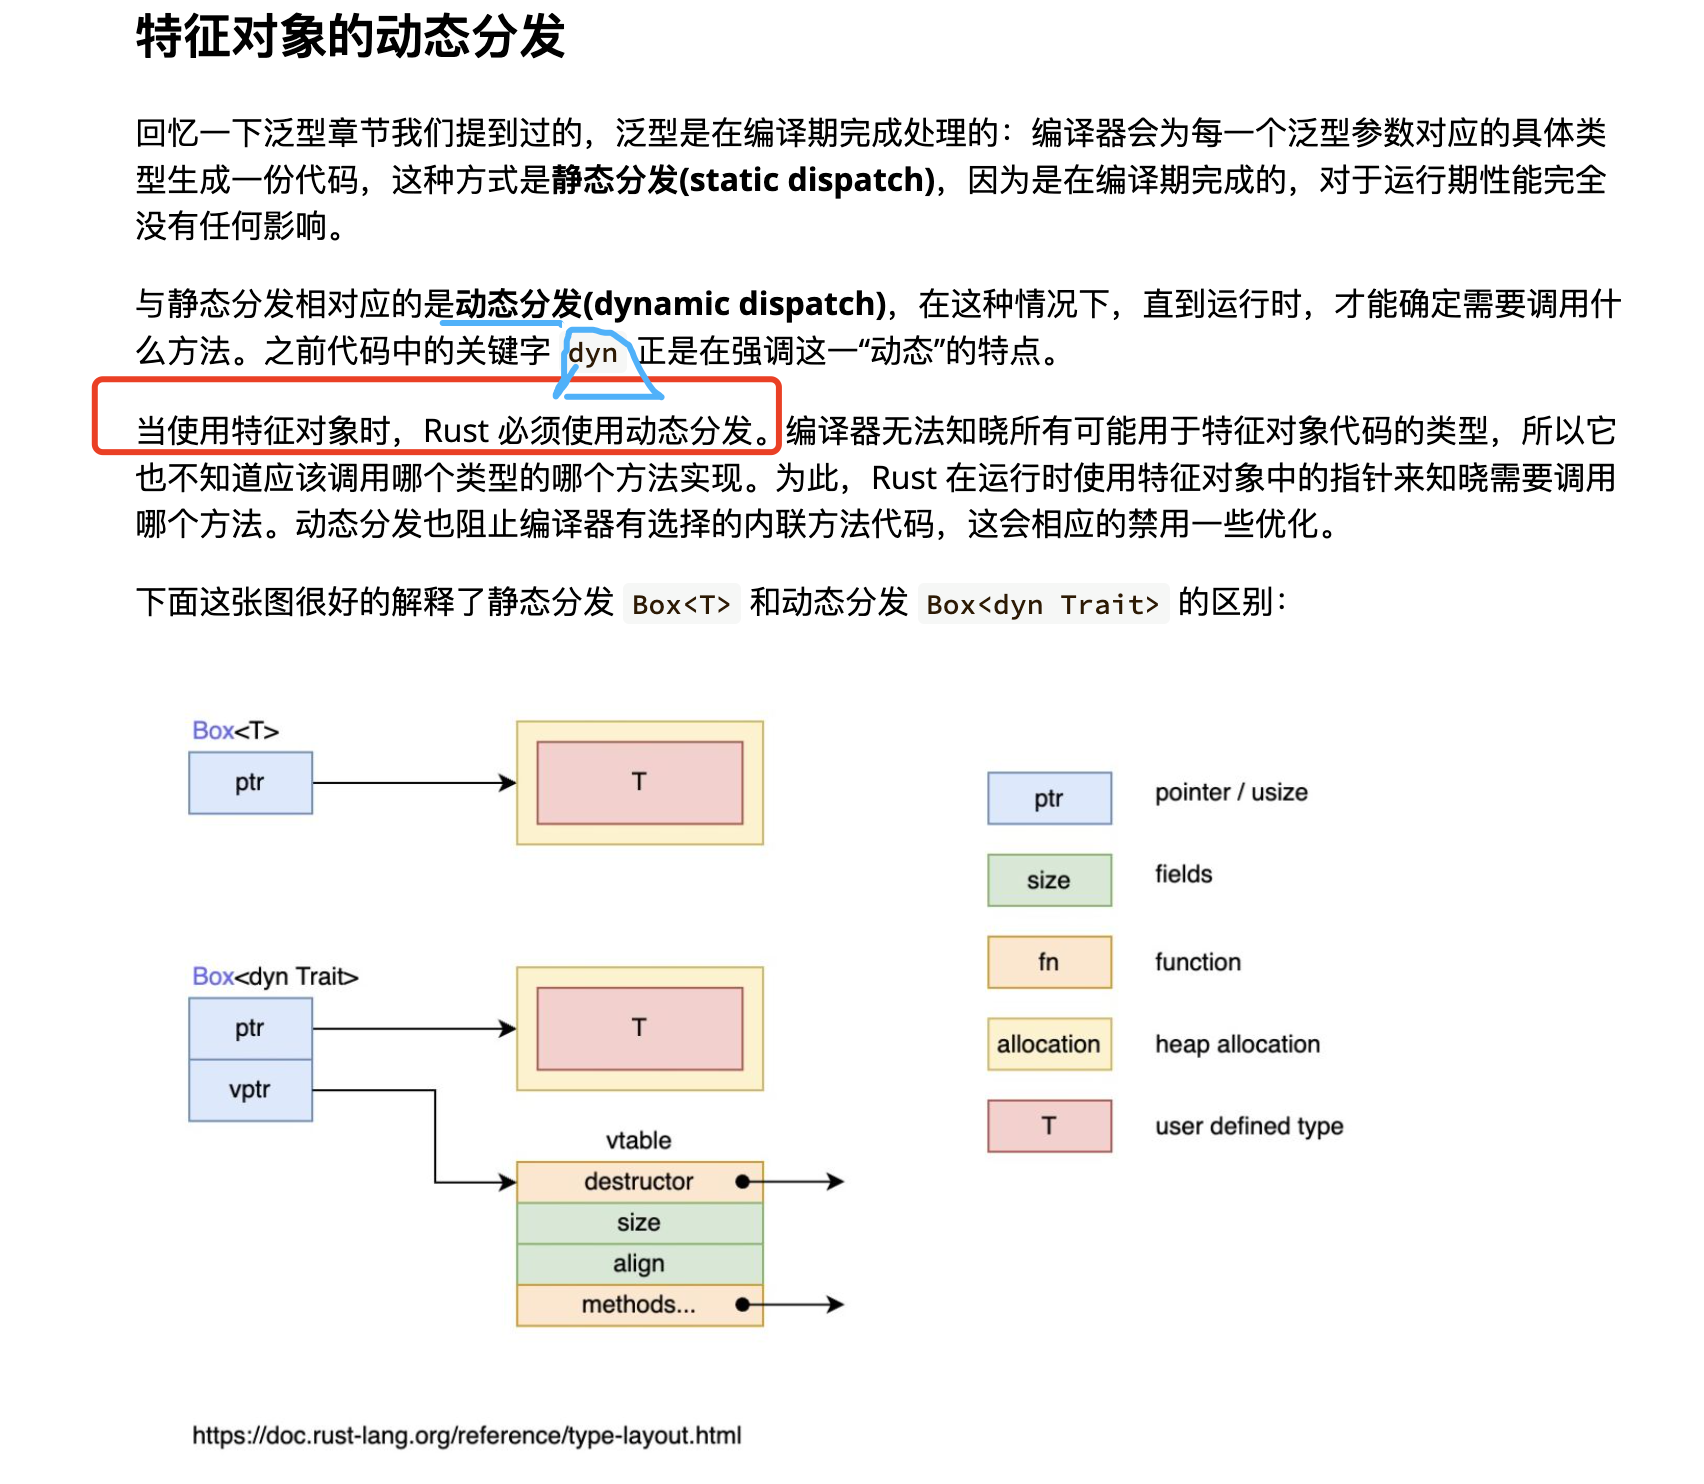 特征对象的动态分发
回忆一下泛型章节我们提到过的，泛型是在编译期完成处理的：编译器会为每一个泛型参数对应的具体类
型生成一份代码，这种方式是静态分发(static dispatch)，因为是在编译期完成的，对于运行期性能完全
没有任何影响。
与静态分发相对应的是动态分发(dynamic dispatch)，在这种情况下，直到运行时，才能确定需要调用什
么方法。之前代码中的关键字 dyn 正是在强调这一“动态”的特点。
当使用特征对象时，Rust 必须使用动态分发。编译器无法知晓所有可能用于特征对象代码的类型，所以它
也不知道应该调用哪个类型的哪个方法实现。为此，Rust 在运行时使用特征对象中的指针来知晓需要调用
哪个方法。动态分发也阻止编译器有选择的内联方法代码，这会相应的禁用一些优化。
下面这张图很好的解释了静态分发 Box<T> 和动态分发 Box<dyn Trait> 的区别：
Box<T>
ptr
T
Box<dyn Trait>
ptr
vptr
T
vtable
destructor
size
align
methods...
ptr pointer / usize
size fields
fn function
allocation heap allocation
T user defined type
https://doc.rust-lang.org/reference/type-layout.html